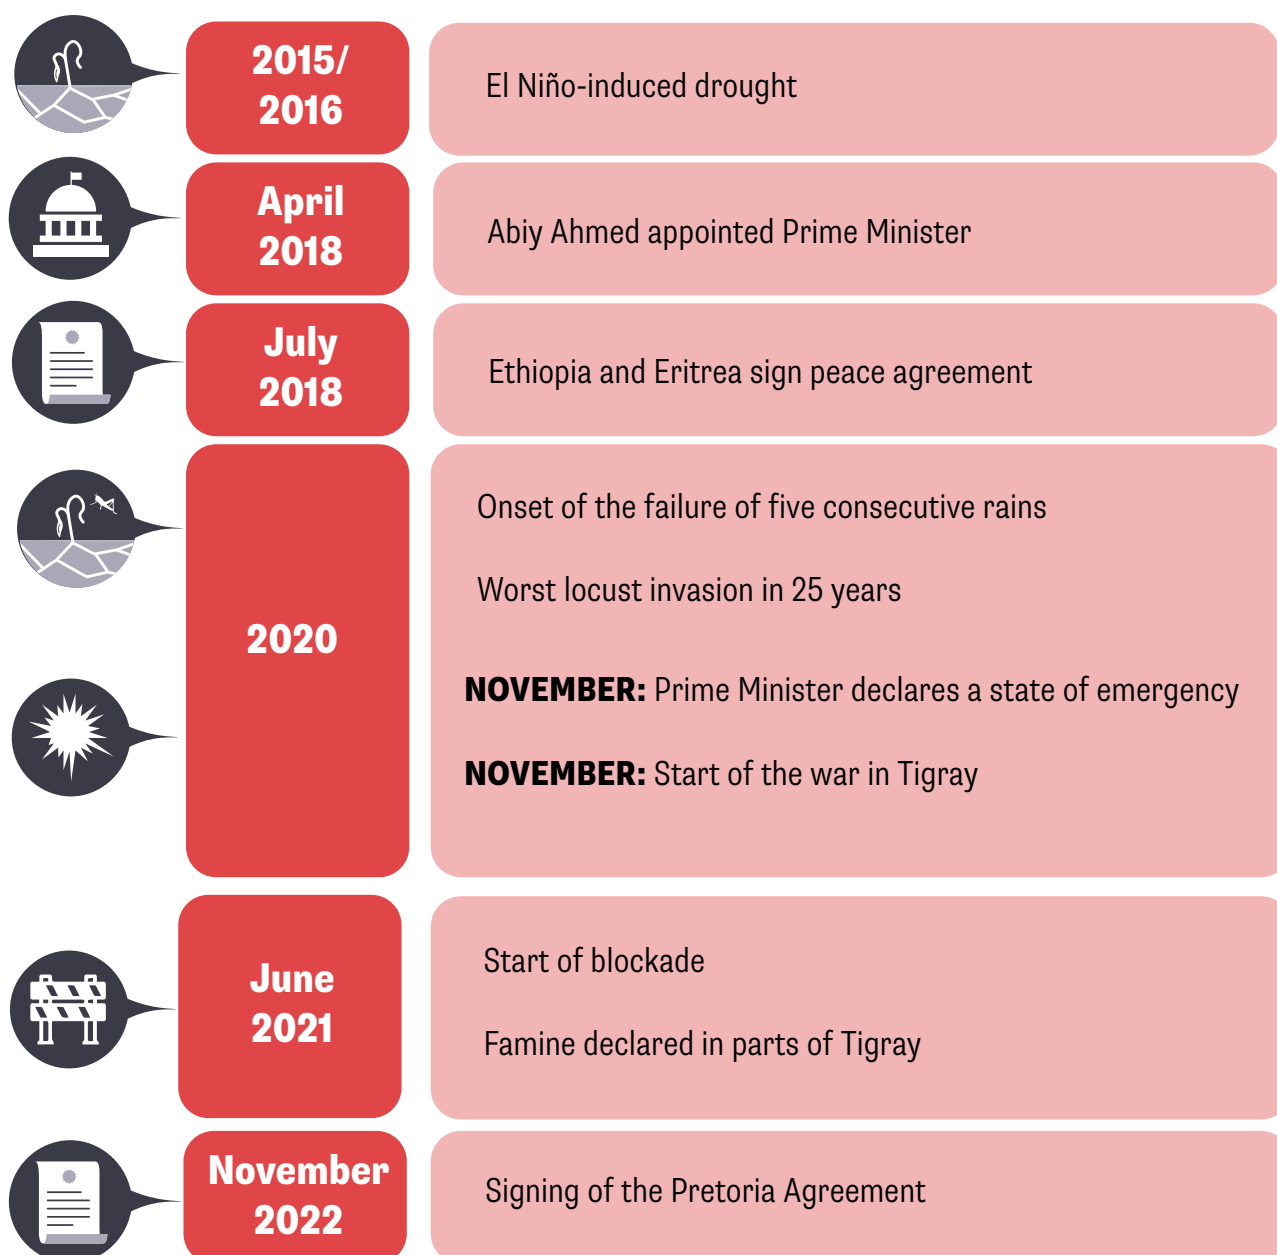 2015/
2016
El Niño-induced drought
April
2018
Abiy Ahmed appointed Prime Minister
July
2018
Ethiopia and Eritrea sign peace agreement
2020
Onset of the failure of five consecutive rains
Worst locust invasion in 25 years
NOVEMBER: Prime Minister declares a state of emergency
NOVEMBER: Start of the war in Tigray
June
2021
Start of blockade
Famine declared in parts of Tigray
November
2022
Signing of the Pretoria Agreement